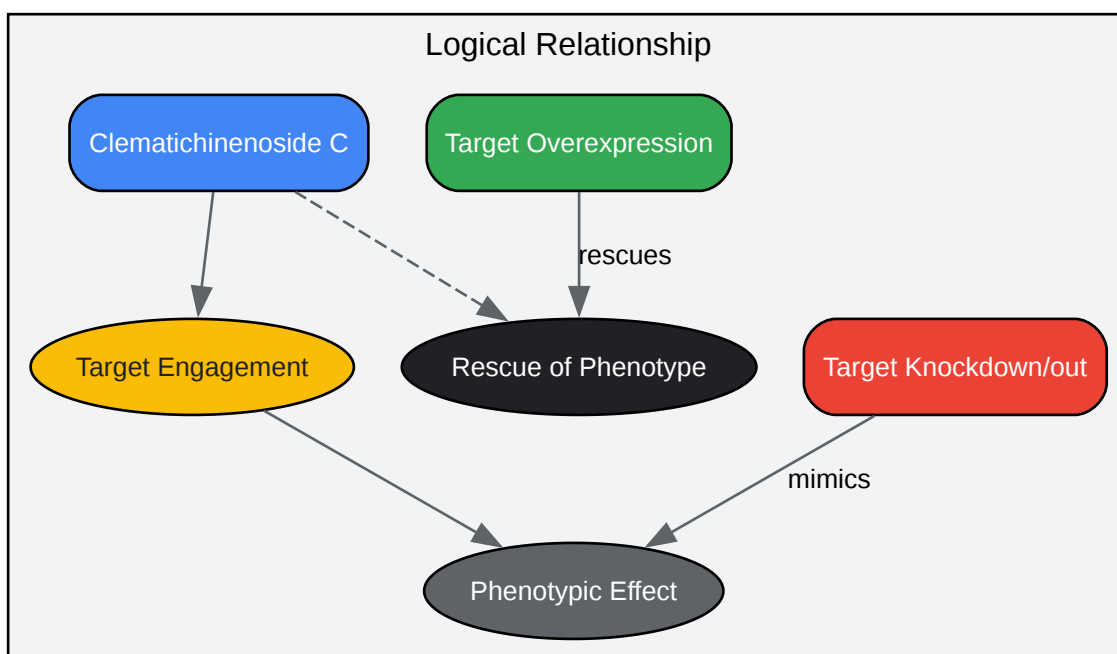 Logical Relationship
Clematichinenoside C
Target Overexpression
rescues
Target Engagement
Rescue of Phenotype
Target Knockdown/out
mimics
Phenotypic Effect